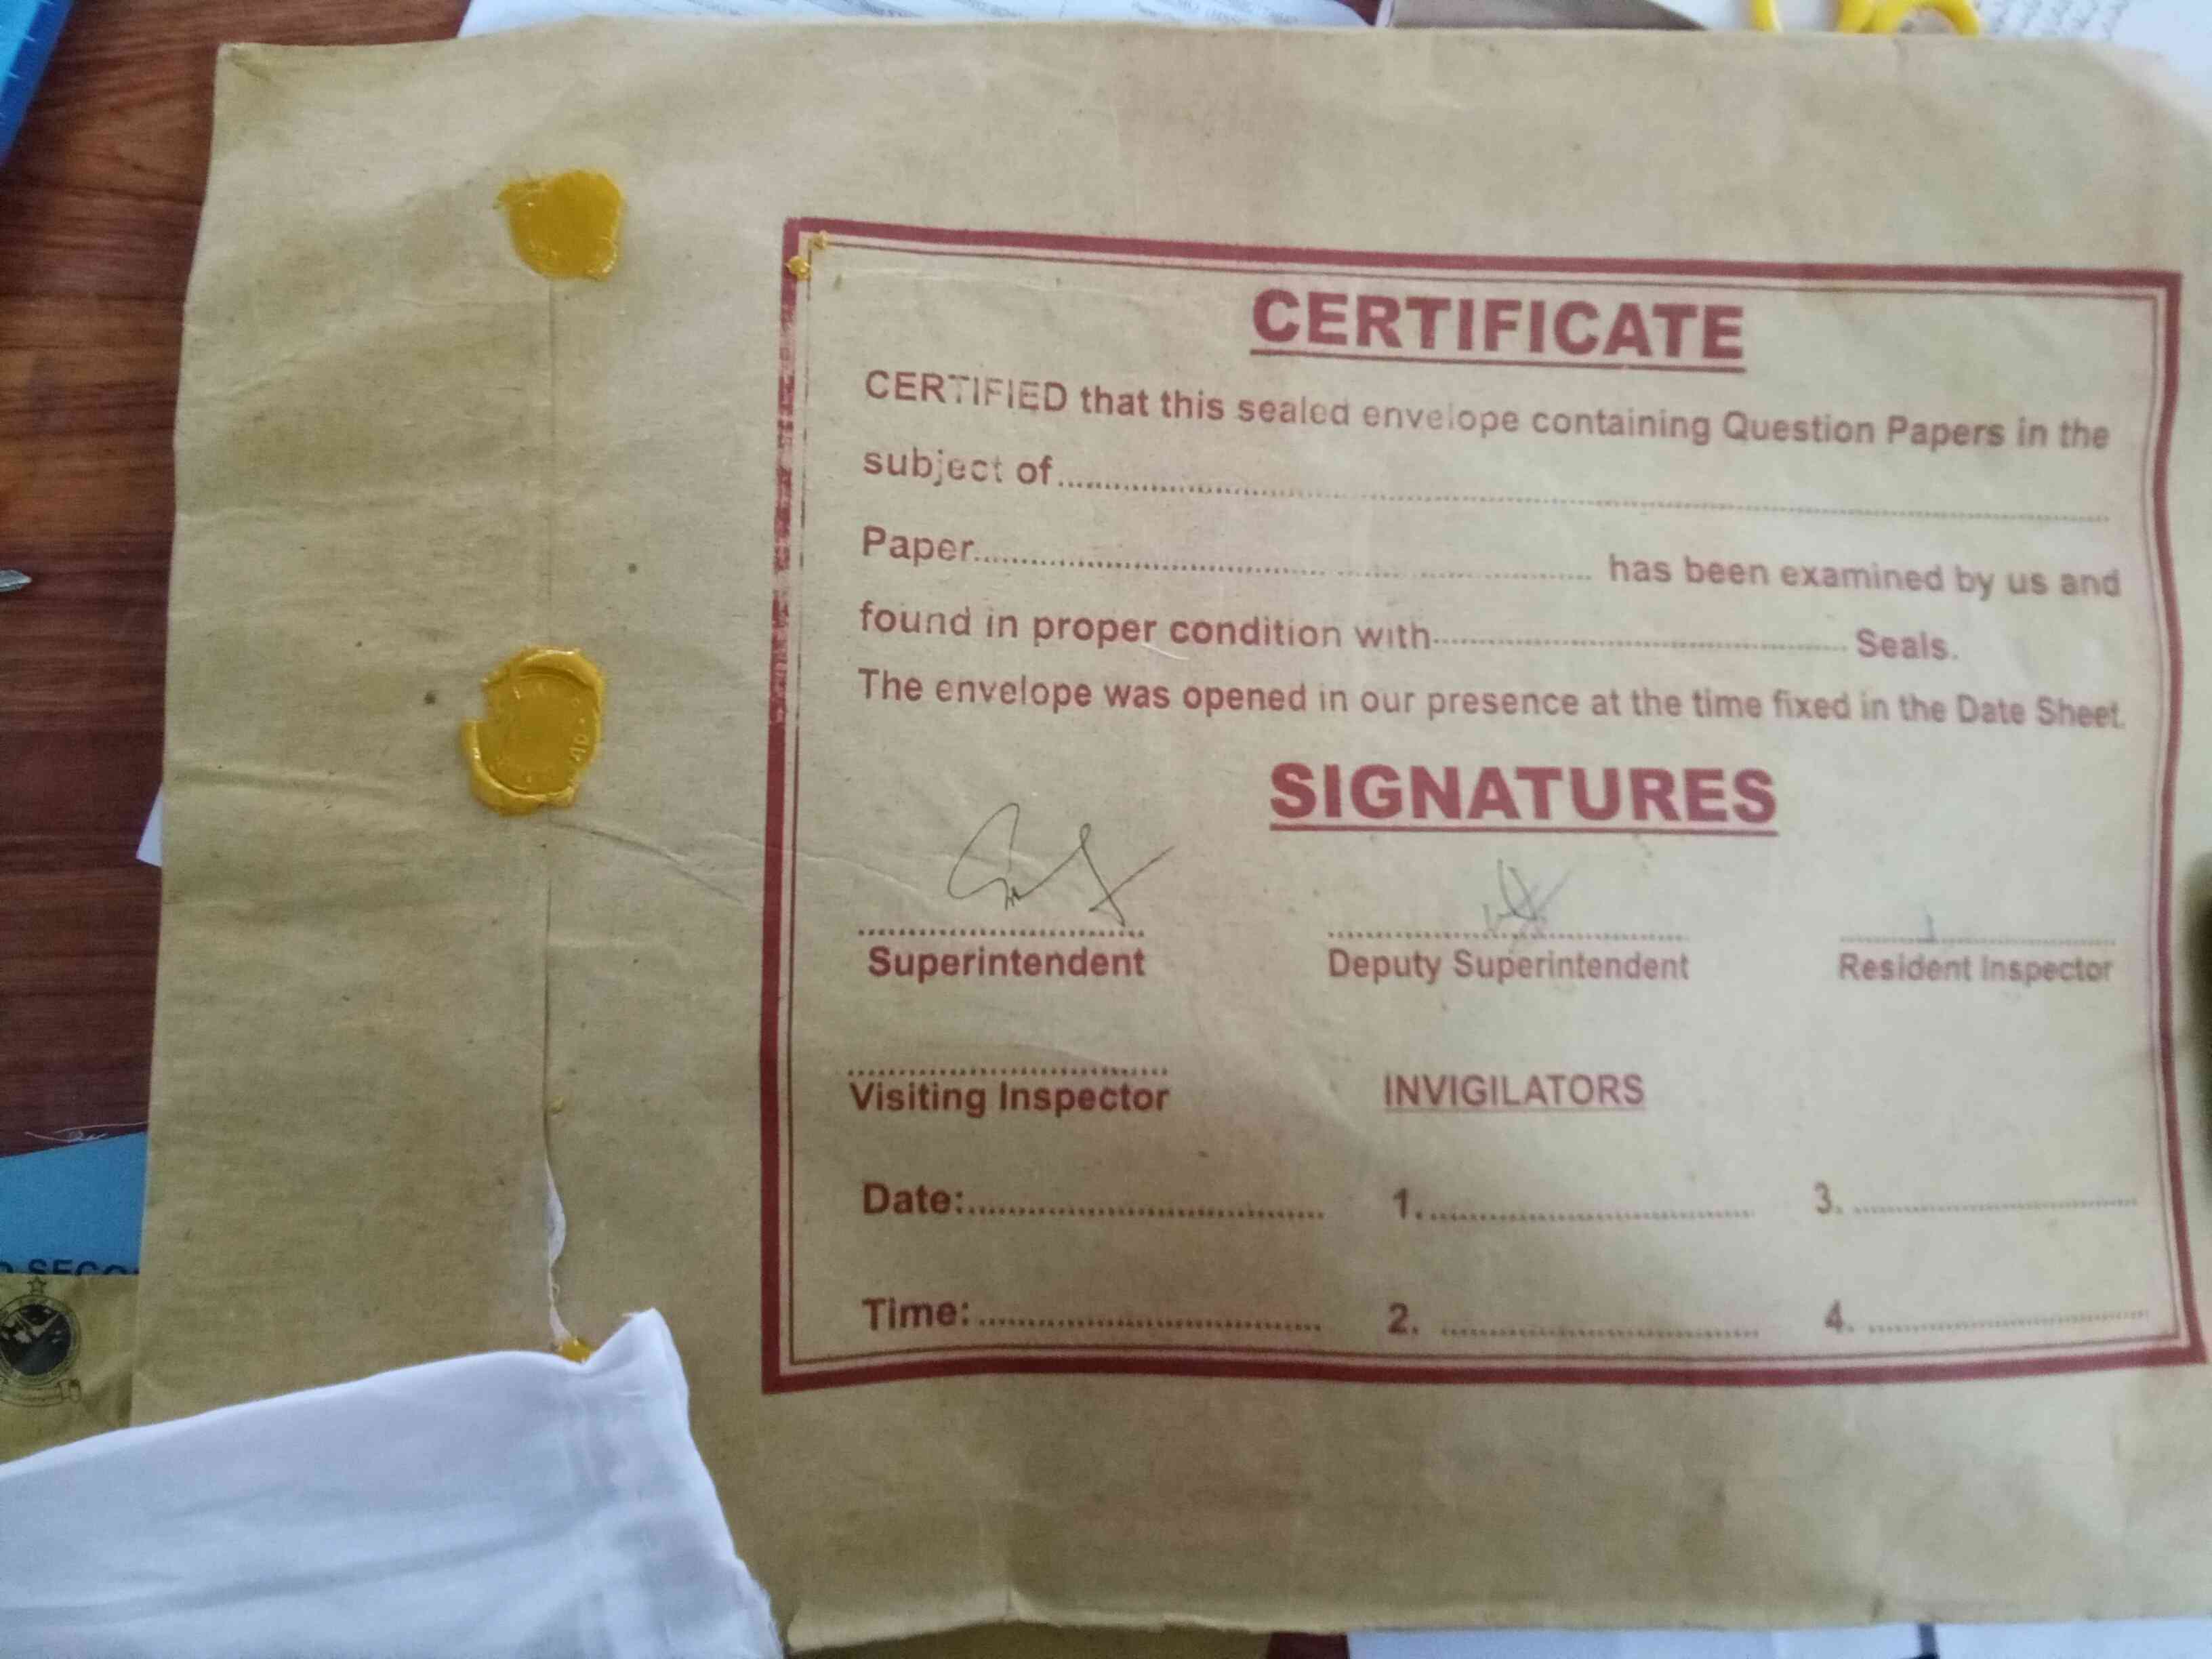 CERTIFICATE
CERTIFIED that this sealed envelope containing Question Papers in the
subject of
Paper has been examined by us and
found in proper condition with Seals.
The envelope was opened in our presence at the time fixed in the Date Sheet.
SIGNATURES
Superintendent Deputy Superintendent Resident Inspector
Visiting Inspector INVIGILATORS
Date: 1. 3.
Time: 2. 4.